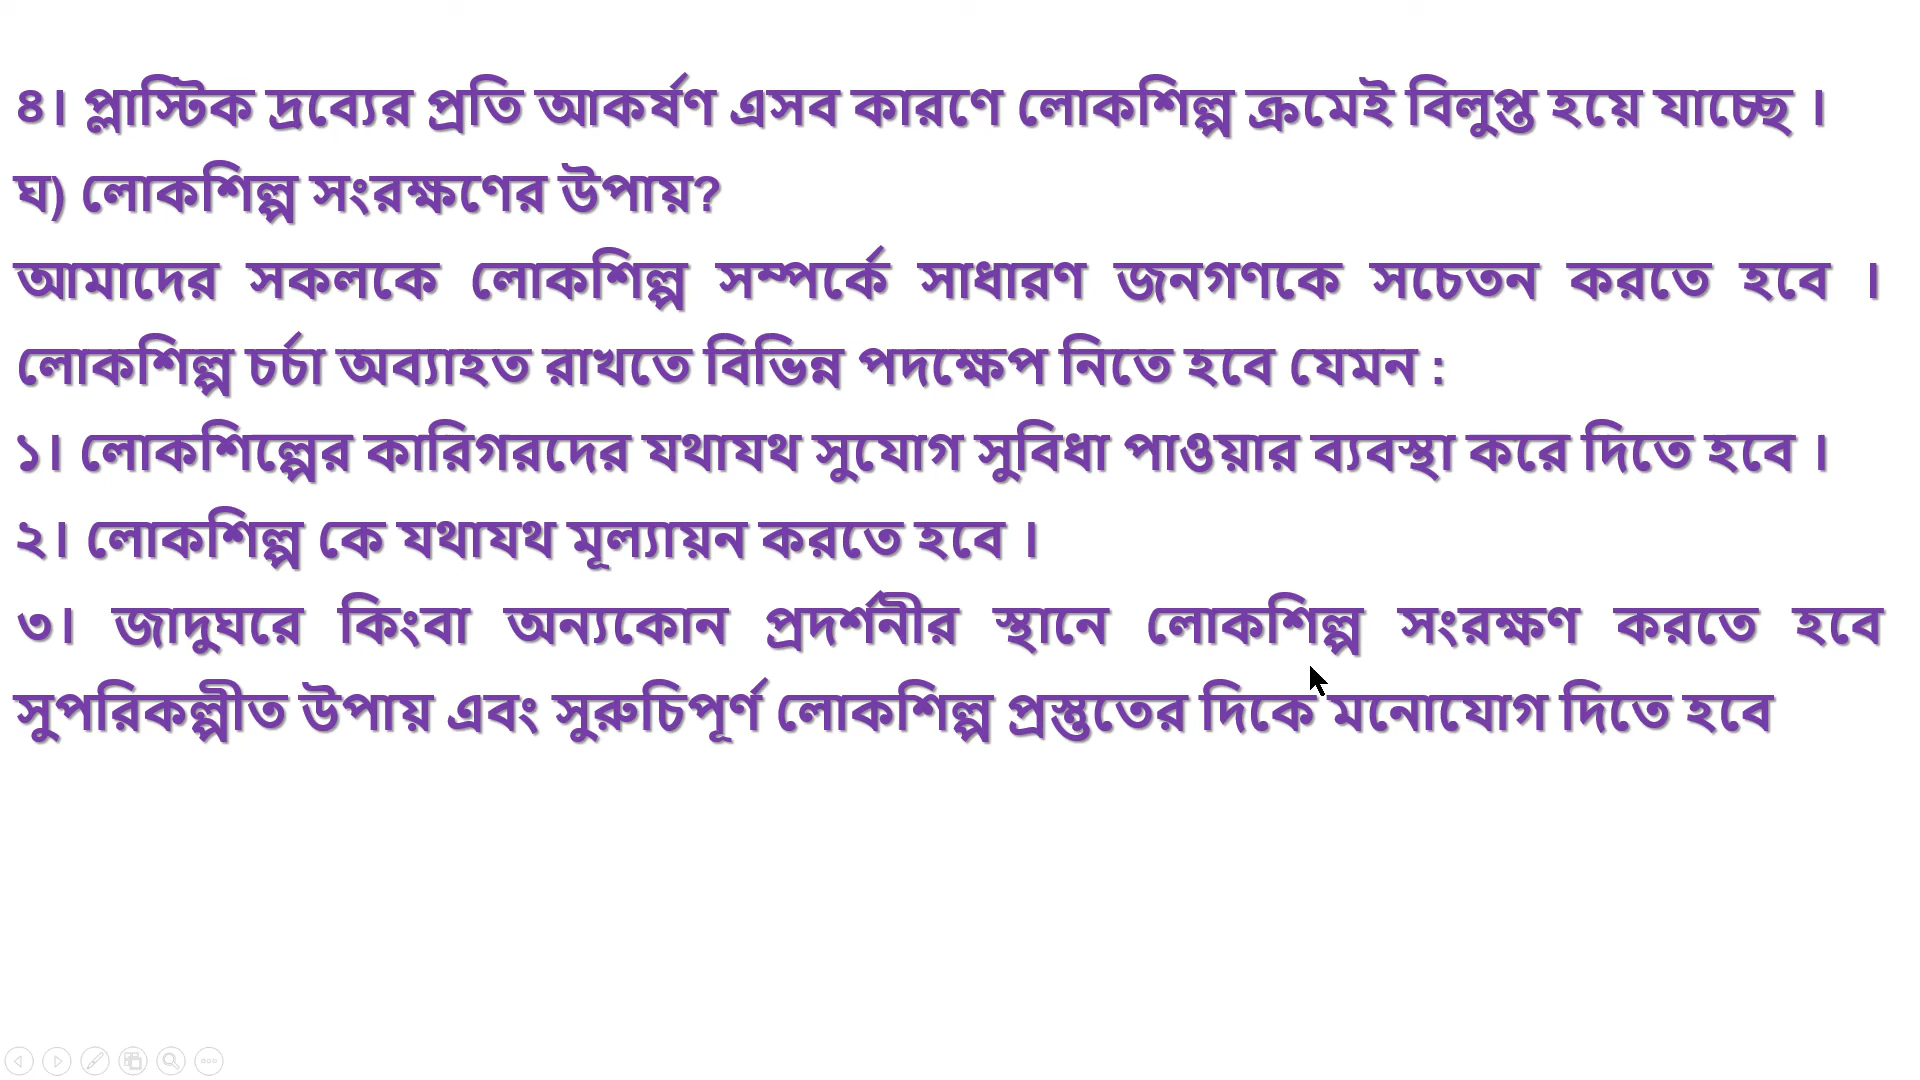 ৪। প্লাস্টিক দ্রব্যের প্রতি আকর্ষণ এসব কারণে লোকশিল্প ক্রমেই বিলুপ্ত হয়ে যাচ্ছে ।
ঘ) লোকশিল্প সংরক্ষণের উপায়?
আমাদের সকলকে লোকশিল্প সম্পর্কে সাধারণ জনগণকে সচেতন করতে হবে ।
লোকশিল্প চর্চা অব্যাহত রাখতে বিভিন্ন পদক্ষেপ নিতে হবে যেমন :
১। লোকশিল্পের কারিগরদের যথাযথ সুযোগ সুবিধা পাওয়ার ব্যবস্থা করে দিতে হবে ।
২। লোকশিল্প কে যথাযথ মূল্যায়ন করতে হবে ।
৩। জাদুঘরে কিংবা অন্যকোন প্রদর্শনীর স্থানে লোকশিল্প সংরক্ষণ করতে হবে
সুপরিকল্পীত উপায় এবং সুরুচিপূর্ণ লোকশিল্প প্রস্তুতের দিকে মনোযোগ দিতে হবে